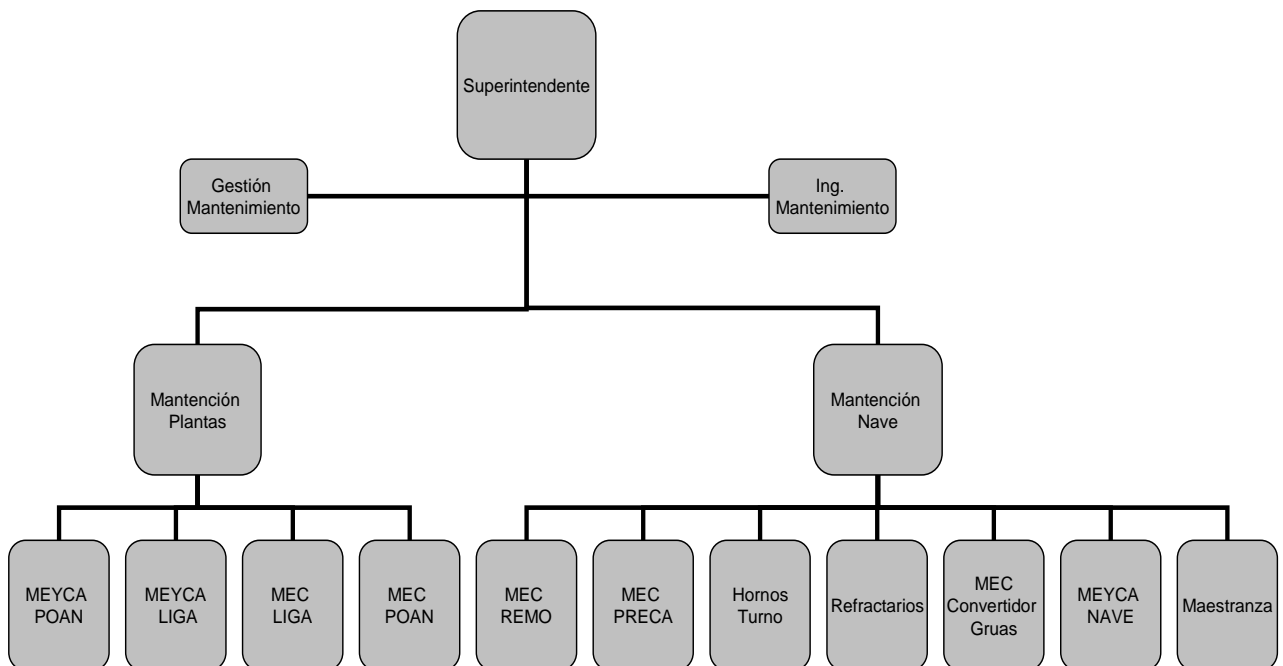 Superintendente
Gestión
Mantenimiento
Ing.
Mantenimiento
Mantención
Plantas
Mantención
Nave
MEYCA
POAN
MEYCA
LIGA
MEC
LIGA
MEC
POAN
MEC
REMO
MEC
PRECA
Hornos
Turno
Refractarios
MEC
Convertidor
Gruas
MEYCA
NAVE
Maestranza